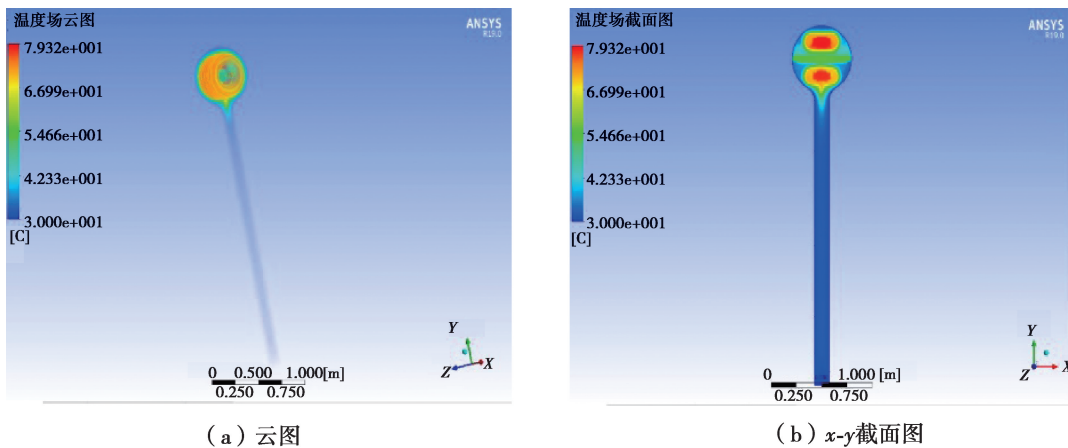 温度场云图
ANSYS
R19.0
7.932e+001
6.699e+001
5.466e+001
4.233e+001
3.000e+001
[C]
Y
X
Z
0 0.500 1.000[m]
0.250 0.750
（a）云图
温度场截面图
ANSYS
R19.0
7.932e+001
6.699e+001
5.466e+001
4.233e+001
3.000e+001
[C]
Y
X
Z
0 1.000[m]
0.250 0.750
（b）x-y截面图